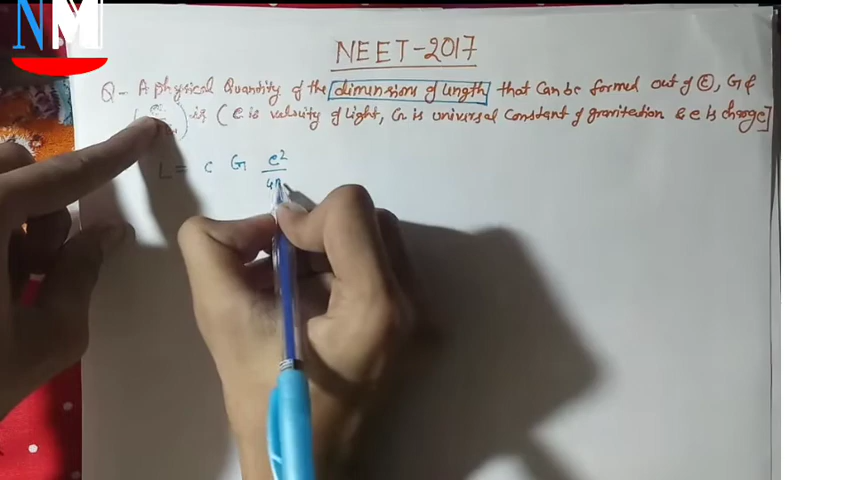 NM
NEET-2017
Q- A physical Quantity of the dimensions of length that can be formed out of c, G &
is ( c is velocity of light, G is universal Constant of gravitation & e is charge]
L = c G e²/4π